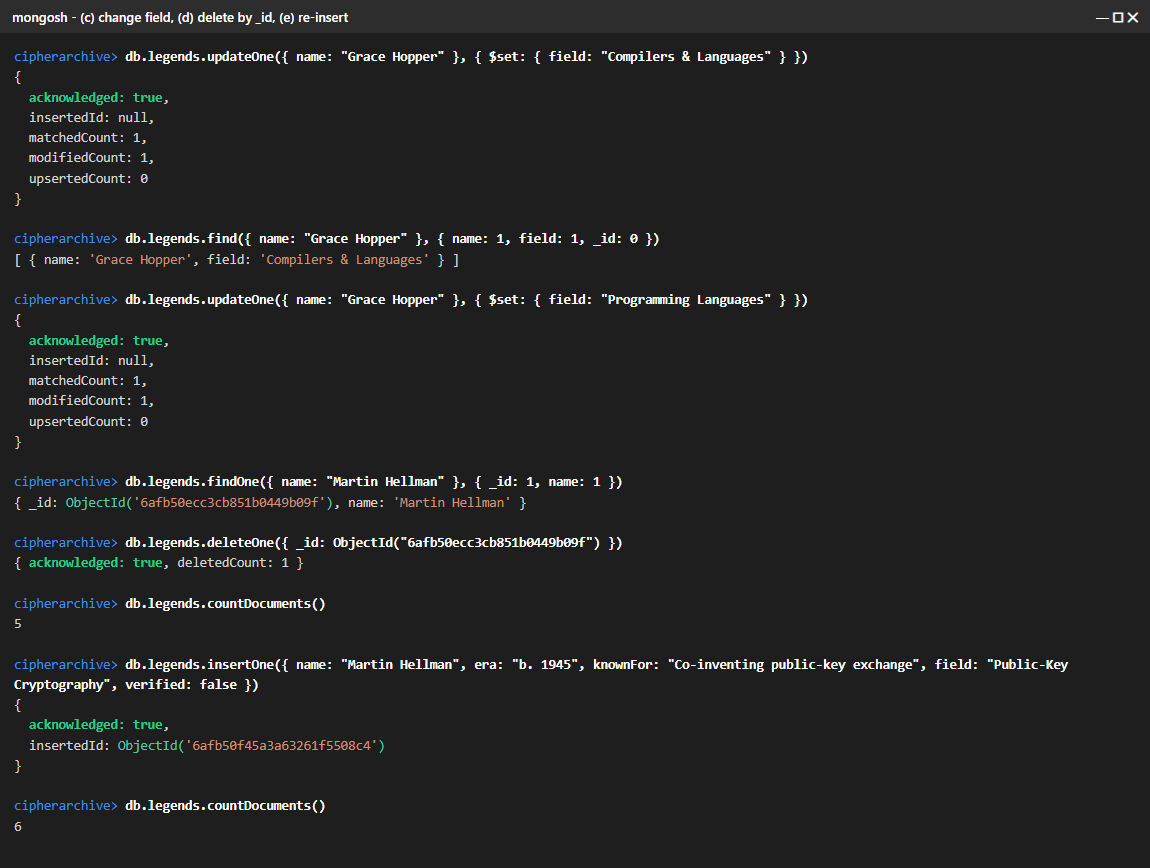 mongosh - (c) change field, (d) delete by _id, (e) re-insert
cipherarchive> db.legends.updateOne({ name: "Grace Hopper" }, { $set: { field: "Compilers & Languages" } })
{
  acknowledged: true,
  insertedId: null,
  matchedCount: 1,
  modifiedCount: 1,
  upsertedCount: 0
}
cipherarchive> db.legends.find({ name: "Grace Hopper" }, { name: 1, field: 1, _id: 0 })
[ { name: 'Grace Hopper', field: 'Compilers & Languages' } ]
cipherarchive> db.legends.updateOne({ name: "Grace Hopper" }, { $set: { field: "Programming Languages" } })
{
  acknowledged: true,
  insertedId: null,
  matchedCount: 1,
  modifiedCount: 1,
  upsertedCount: 0
}
cipherarchive> db.legends.findOne({ name: "Martin Hellman" }, { _id: 1, name: 1 })
{ _id: ObjectId('6afb50ecc3cb851b0449b09f'), name: 'Martin Hellman' }
cipherarchive> db.legends.deleteOne({ _id: ObjectId("6afb50ecc3cb851b0449b09f") })
{ acknowledged: true, deletedCount: 1 }
cipherarchive> db.legends.countDocuments()
5
cipherarchive> db.legends.insertOne({ name: "Martin Hellman", era: "b. 1945", knownFor: "Co-inventing public-key exchange", field: "Public-Key
Cryptography", verified: false })
{
  acknowledged: true,
  insertedId: ObjectId('6afb50f45a3a63261f5508c4')
}
cipherarchive> db.legends.countDocuments()
6